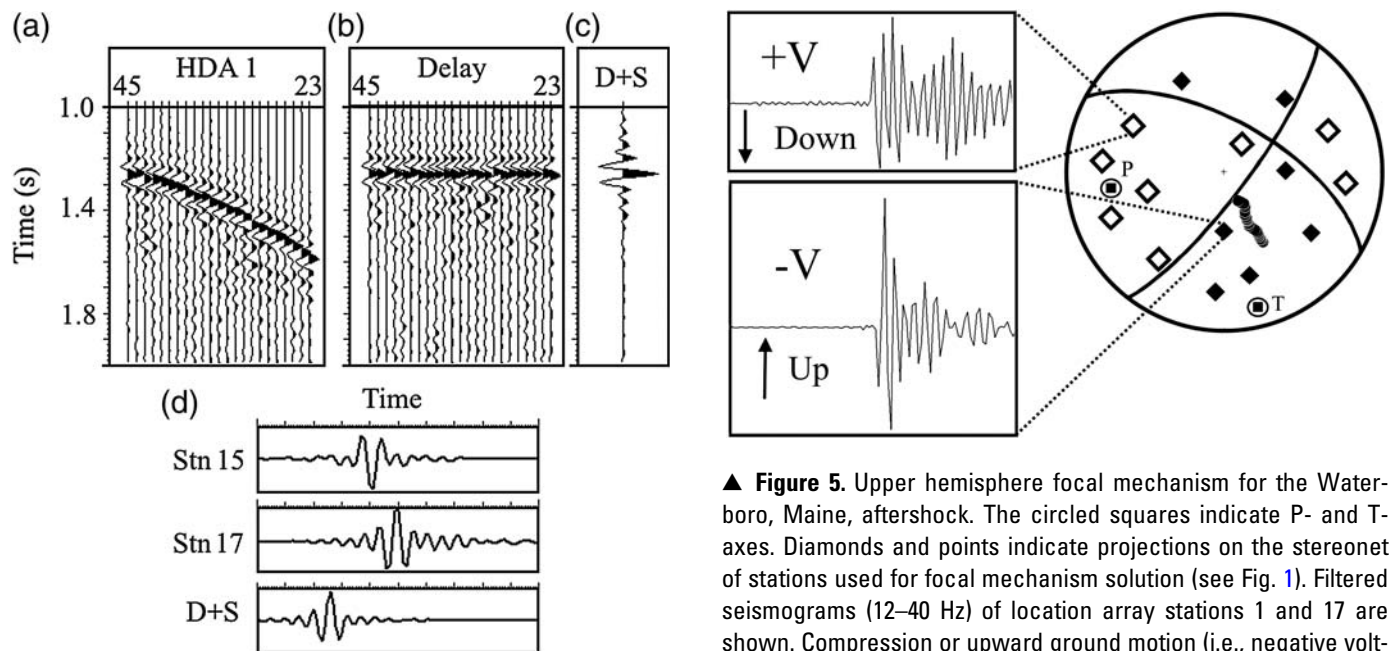 (a)
(b)
(c)
HDA 1
Delay
D+S
45
23
45
23
1.0
1.4
1.8
Time (s)
(d)
Time
Stn 15
Stn 17
D+S
+V
Down
-V
Up
P
T
▲ Figure 5. Upper hemisphere focal mechanism for the Water-
boro, Maine, aftershock. The circled squares indicate P- and T-
axes. Diamonds and points indicate projections on the stereonet
of stations used for focal mechanism solution (see Fig. 1). Filtered
seismograms (12–40 Hz) of location array stations 1 and 17 are
shown. Compression or upward ground motion (i.e., negative volt-